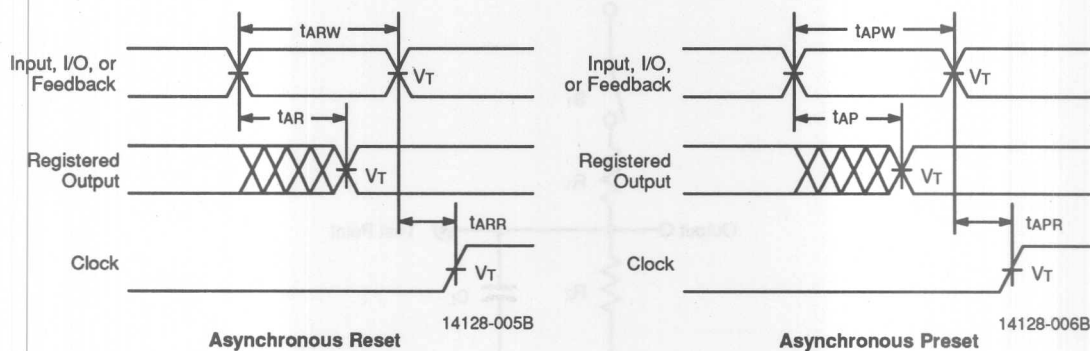 tARW
Input, I/O, or
Feedback
VT
tAR
Registered
Output
VT
tARR
Clock
VT
14128-005B
Asynchronous Reset
tAPW
Input, I/O,
or Feedback
VT
tAP
Registered
Output
VT
tAPR
Clock
VT
14128-006B
Asynchronous Preset